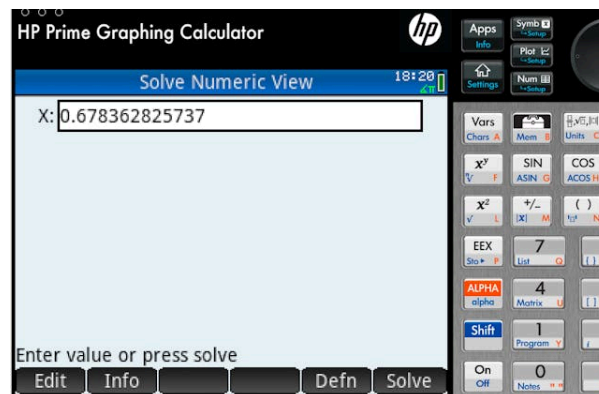 HP Prime Graphing Calculator
hp
Solve Numeric View
18:20
∡π
X: 0.678362825737
Enter value or press solve
Edit Info Defn Solve
Apps
Info
Symb
Setup
Plot
Setup
Settings
Num
Setup
Vars
Chars A
Mem B
Units C
xʸ
F
SIN
ASIN G
COS
ACOS H
x²
√ L
+/-
|x| M
( )
N
EEX
Sto ▸ P
7
List Q
{ }
ALPHA
alpha
4
Matrix U
[ ]
Shift
1
Program Y
On
Off
0
Notes " "